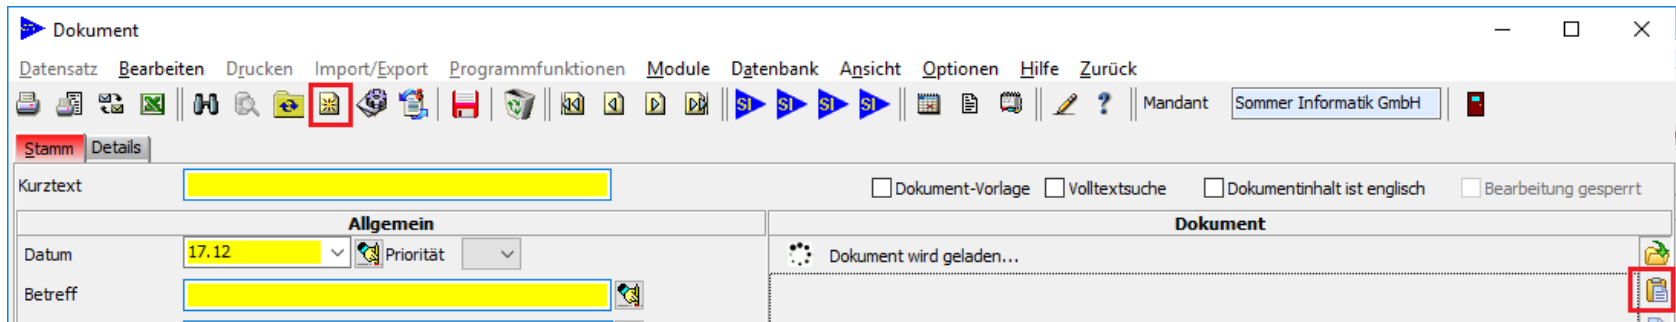 Dokument
Datensatz Bearbeiten Drucken Import/Export Programmfunktionen Module Datenbank Ansicht Optionen Hilfe Zurück
SI SI SI SI ? Mandant Sommer Informatik GmbH
Stamm Details
Kurztext Dokument-Vorlage Volltextsuche Dokumentinhalt ist englisch Bearbeitung gesperrt
Allgemein Dokument
Datum 17.12 Priorität Dokument wird geladen...
Betreff